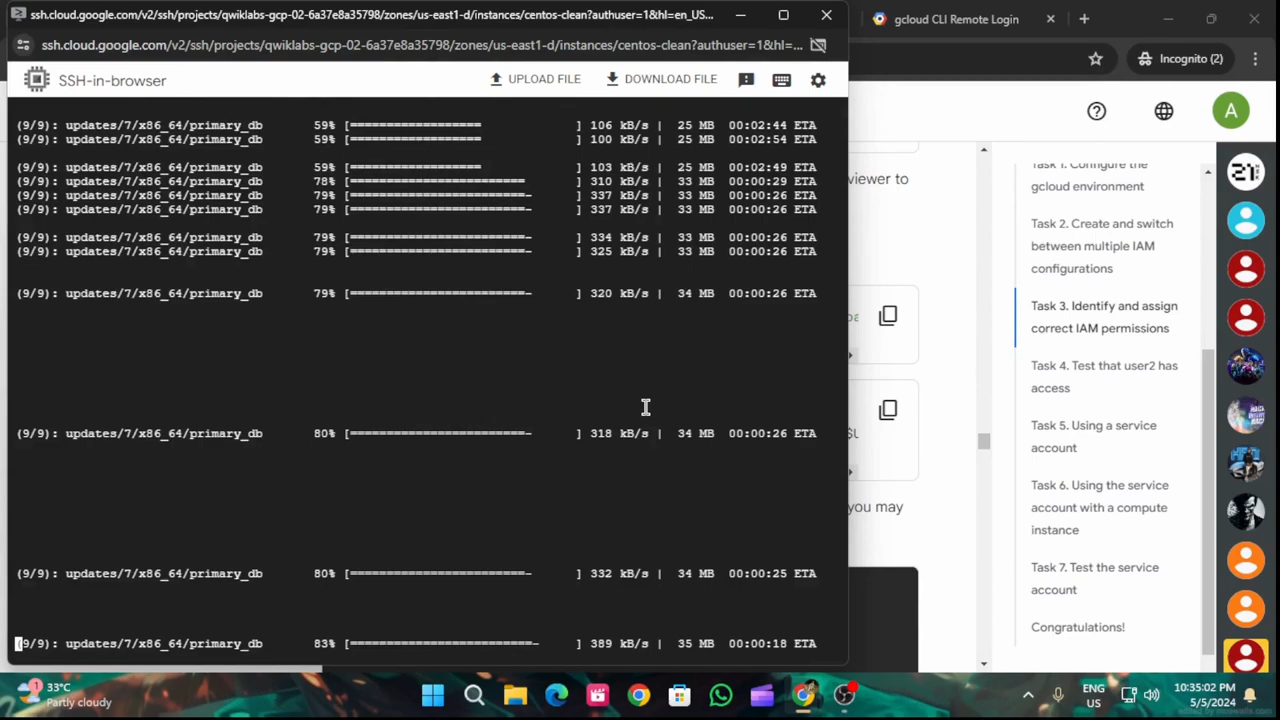 ssh.cloud.google.com/v2/ssh/projects/qwiklabs-gcp-02-6a37e8a35798/zones/us-east1-d/instances/centos-clean?authuser=1&hl=en_US...
gcloud CLI Remote Login
ssh.cloud.google.com/v2/ssh/projects/qwiklabs-gcp-02-6a37e8a35798/zones/us-east1-d/instances/centos-clean?authuser=1&hl=en_US&...
Incognito (2)
SSH-in-browser
UPLOAD FILE
DOWNLOAD FILE
A
(9/9): updates/7/x86_64/primary_db 59% [===================== ] 106 kB/s | 25 MB 00:02:44 ETA
(9/9): updates/7/x86_64/primary_db 59% [===================== ] 100 kB/s | 25 MB 00:02:54 ETA
(9/9): updates/7/x86_64/primary_db 59% [===================== ] 103 kB/s | 25 MB 00:02:49 ETA
(9/9): updates/7/x86_64/primary_db 78% [============================ ] 310 kB/s | 33 MB 00:00:29 ETA
(9/9): updates/7/x86_64/primary_db 79% [============================- ] 337 kB/s | 33 MB 00:00:26 ETA
(9/9): updates/7/x86_64/primary_db 79% [============================- ] 337 kB/s | 33 MB 00:00:26 ETA
(9/9): updates/7/x86_64/primary_db 79% [============================- ] 334 kB/s | 33 MB 00:00:26 ETA
(9/9): updates/7/x86_64/primary_db 79% [============================- ] 325 kB/s | 33 MB 00:00:26 ETA
(9/9): updates/7/x86_64/primary_db 79% [============================- ] 320 kB/s | 34 MB 00:00:26 ETA
(9/9): updates/7/x86_64/primary_db 80% [============================- ] 318 kB/s | 34 MB 00:00:26 ETA
(9/9): updates/7/x86_64/primary_db 80% [============================- ] 332 kB/s | 34 MB 00:00:25 ETA
(9/9): updates/7/x86_64/primary_db 83% [=============================- ] 389 kB/s | 35 MB 00:00:18 ETA
viewer to
you may
Task 1. Configure the
gcloud environment
Task 2. Create and switch
between multiple IAM
configurations
Task 3. Identify and assign
correct IAM permissions
Task 4. Test that user2 has
access
Task 5. Using a service
account
Task 6. Using the service
account with a compute
instance
Task 7. Test the service
account
Congratulations!
21
1
33°C
Partly cloudy
ENG
US
10:35:02 PM
5/5/2024